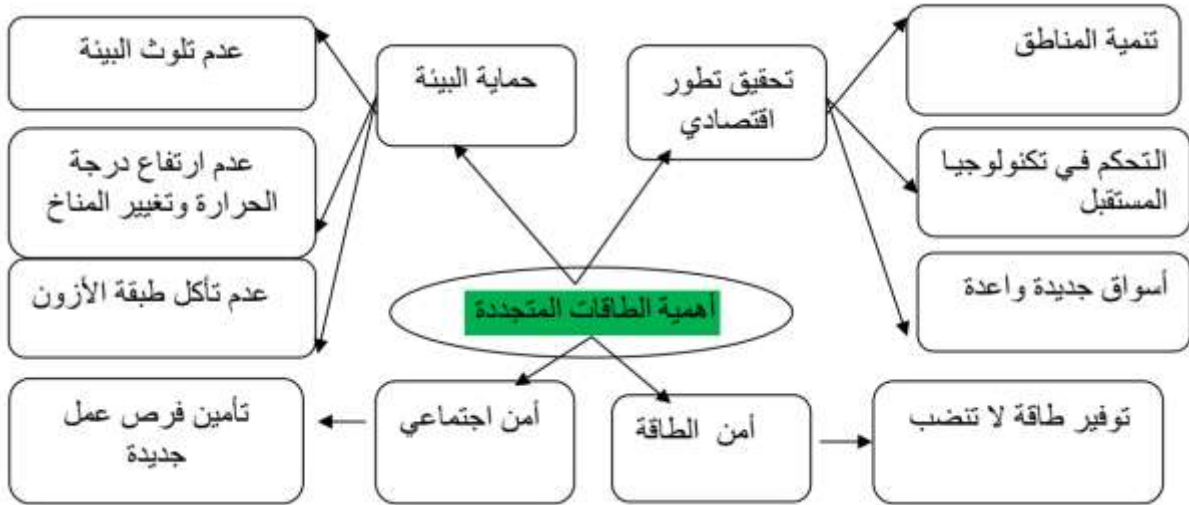 تنمية المناطق
تحقيق تطور
اقتصادي
حماية البيئة
عدم تلوث البيئة
التحكم في تكنولوجيا
المستقبل
عدم ارتفاع درجة
الحرارة وتغيير المناخ
أسواق جديدة واعدة
أهمية الطاقات المتجددة
عدم تأكل طبقة الأزون
توفير طاقة لا تنضب
أمن الطاقة
أمن اجتماعي
تأمين فرص عمل
جديدة